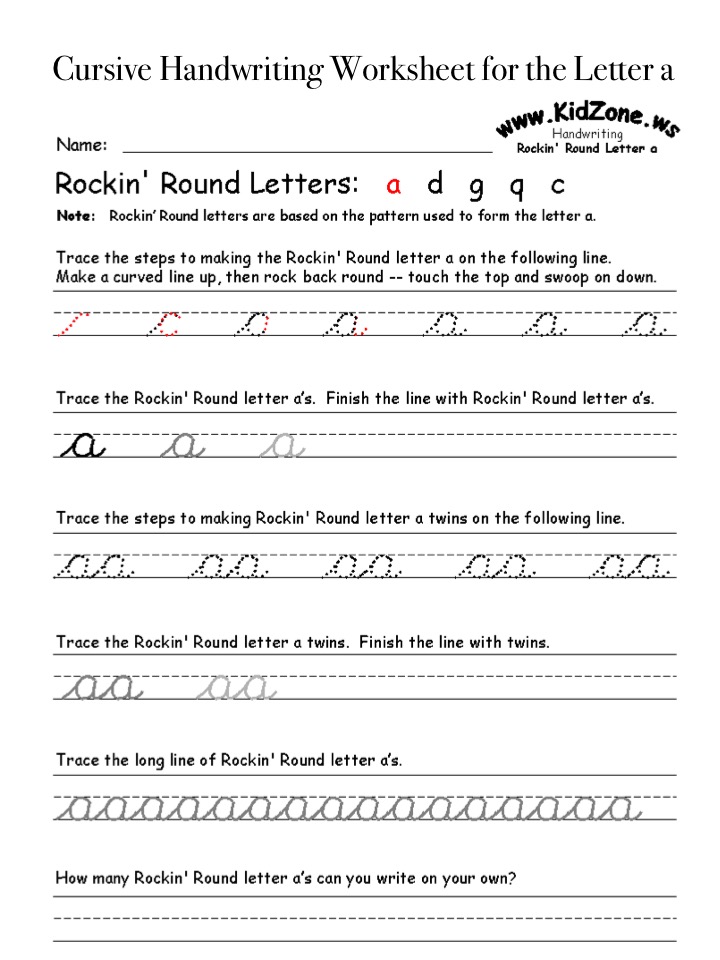 Cursive Handwriting Worksheet for the Letter a
www.KidZone.ws
Handwriting
Rockin' Round Letter a
Name:
Rockin' Round Letters: a d g q c
Note: Rockin' Round letters are based on the pattern used to form the letter a.
Trace the steps to making the Rockin' Round letter a on the following line.
Make a curved line up, then rock back round -- touch the top and swoop on down.
a a a a
Trace the Rockin' Round letter a's. Finish the line with Rockin' Round letter a's.
a a a
Trace the steps to making Rockin' Round letter a twins on the following line.
aa aa aa aa aa
Trace the Rockin' Round letter a twins. Finish the line with twins.
aa aa
Trace the long line of Rockin' Round letter a's.
aaaaaaaaaaaaaaaa
How many Rockin' Round letter a's can you write on your own?